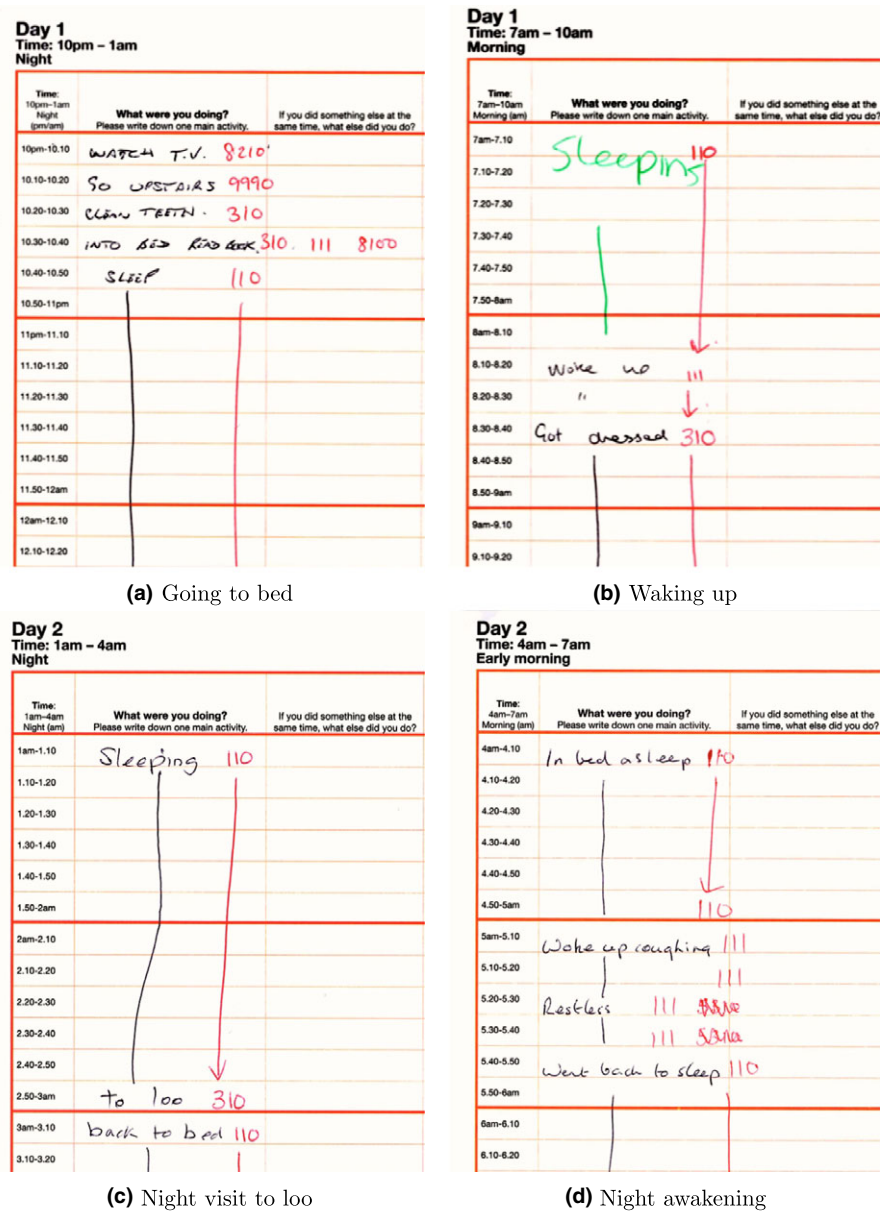 Day 1
Time: 10pm – 1am
Night
Time:
10pm–1am
Night
(pm/am)
What were you doing?
Please write down one main activity.
If you did something else at the
same time, what else did you do?
10pm-10.10 WATCH T.V. 8210
10.10-10.20 GO UPSTAIRS 9990
10.20-10.30 CLEAN TEETH. 310
10.30-10.40 INTO BED READ BOOK. 310. 111 8100
10.40-10.50 SLEEP 110
10.50-11pm
11pm-11.10
11.10-11.20
11.20-11.30
11.30-11.40
11.40-11.50
11.50-12am
12am-12.10
12.10-12.20
(a) Going to bed
Day 1
Time: 7am – 10am
Morning
Time:
7am–10am
Morning (am)
What were you doing?
Please write down one main activity.
If you did something else at the
same time, what else did you do?
7am-7.10 Sleeping 110
7.10-7.20
7.20-7.30
7.30-7.40
7.40-7.50
7.50-8am
8am-8.10
8.10-8.20 Woke up 111
8.20-8.30 "
8.30-8.40 Got dressed 310
8.40-8.50
8.50-9am
9am-9.10
9.10-9.20
(b) Waking up
Day 2
Time: 1am – 4am
Night
Time:
1am–4am
Night (am)
What were you doing?
Please write down one main activity.
If you did something else at the
same time, what else did you do?
1am-1.10 Sleeping 110
1.10-1.20
1.20-1.30
1.30-1.40
1.40-1.50
1.50-2am
2am-2.10
2.10-2.20
2.20-2.30
2.30-2.40
2.40-2.50
2.50-3am to loo 310
3am-3.10 back to bed 110
3.10-3.20
(c) Night visit to loo
Day 2
Time: 4am – 7am
Early morning
Time:
4am–7am
Morning (am)
What were you doing?
Please write down one main activity.
If you did something else at the
same time, what else did you do?
4am-4.10 In bed asleep 110
4.10-4.20
4.20-4.30
4.30-4.40
4.40-4.50
4.50-5am 110
5am-5.10 Woke up coughing 111
5.10-5.20 111
5.20-5.30 Restless 111
5.30-5.40 111
5.40-5.50 Went back to sleep 110
5.50-6am
6am-6.10
6.10-6.20
(d) Night awakening